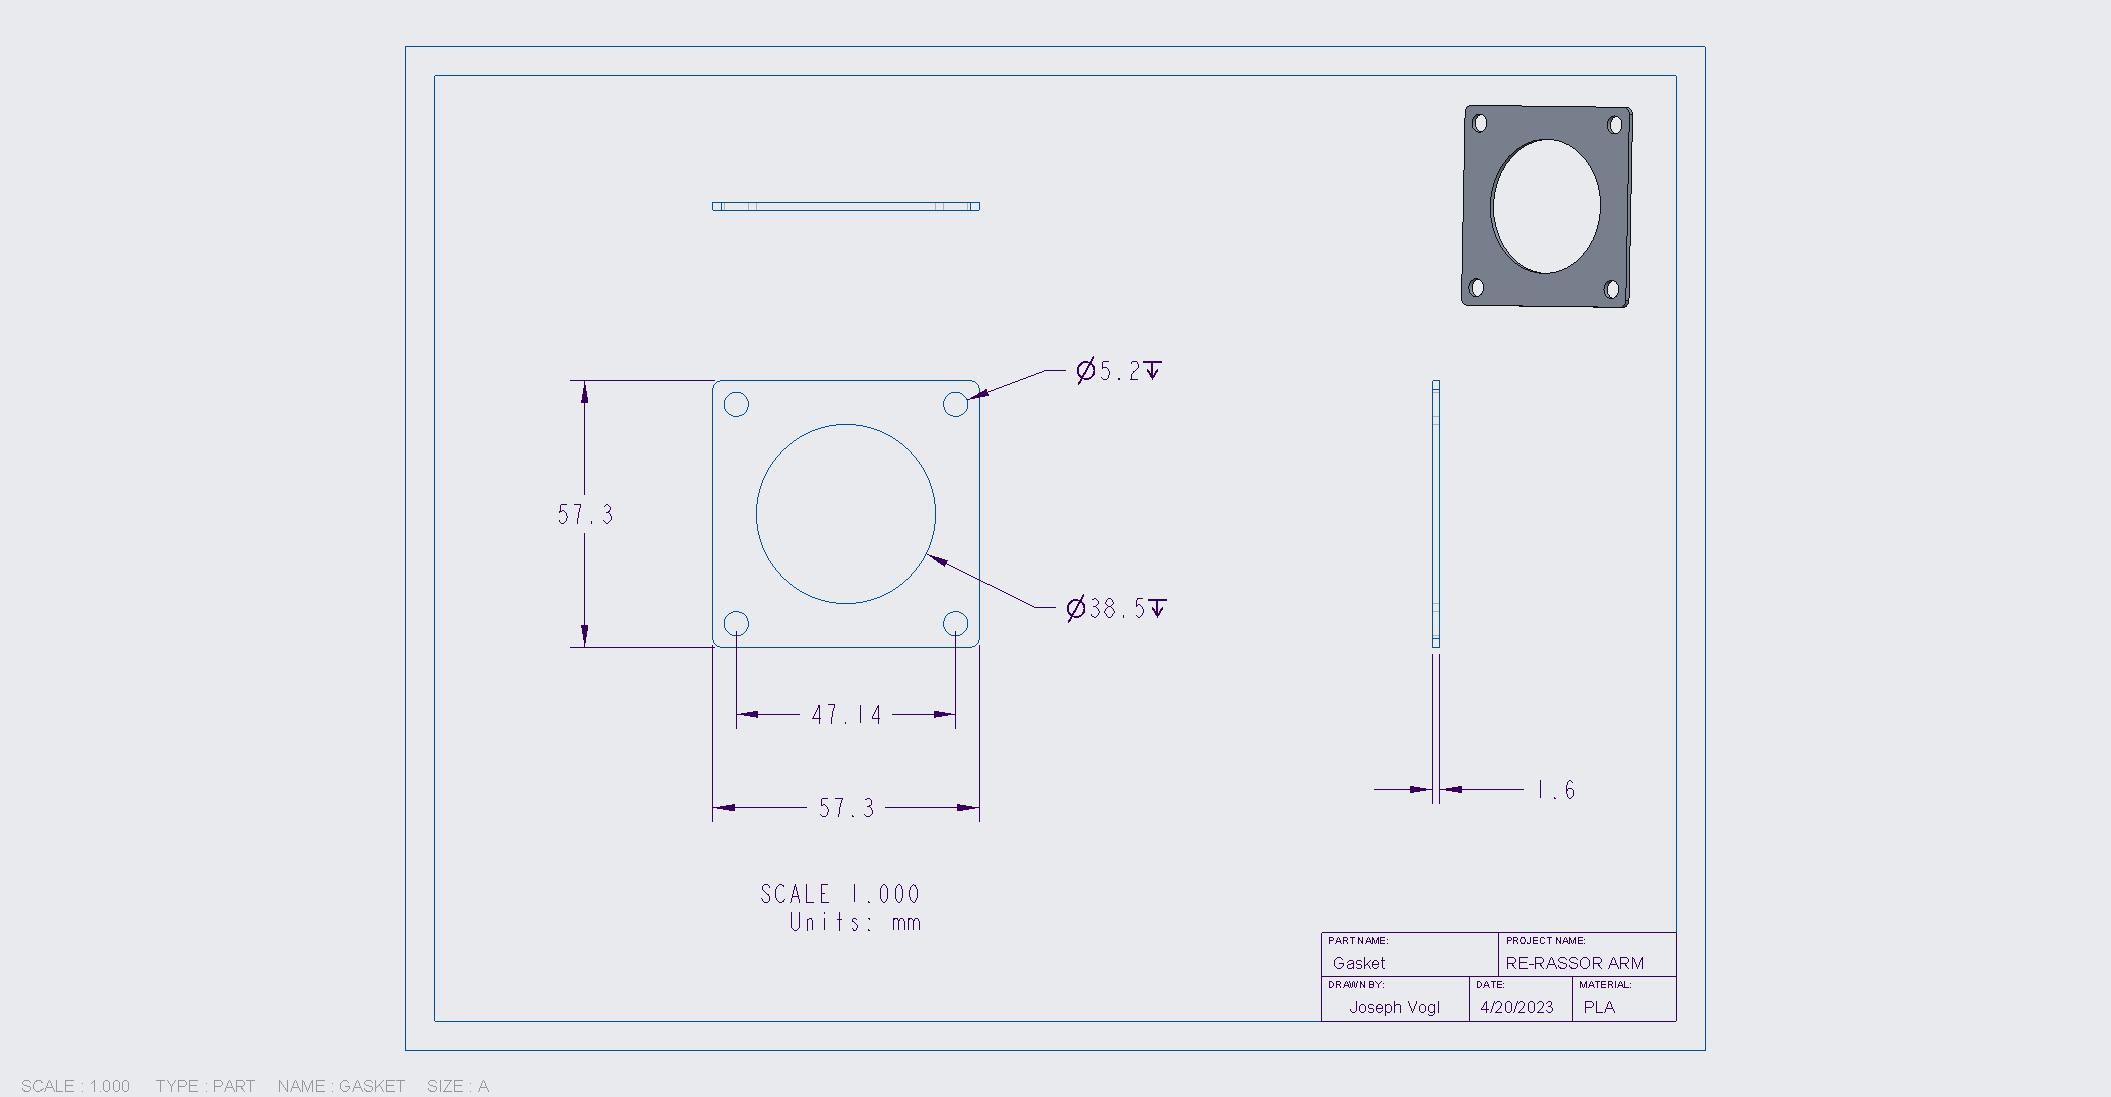 ⌀5.2↧
57.3
⌀38.5↧
47.14
1.6
57.3
SCALE 1.000
Units: mm
PART NAME: PROJECT NAME:
Gasket RE-RASSOR ARM
DRAWN BY: DATE: MATERIAL:
Joseph Vogl 4/20/2023 PLA
SCALE : 1.000 TYPE : PART NAME : GASKET SIZE : A